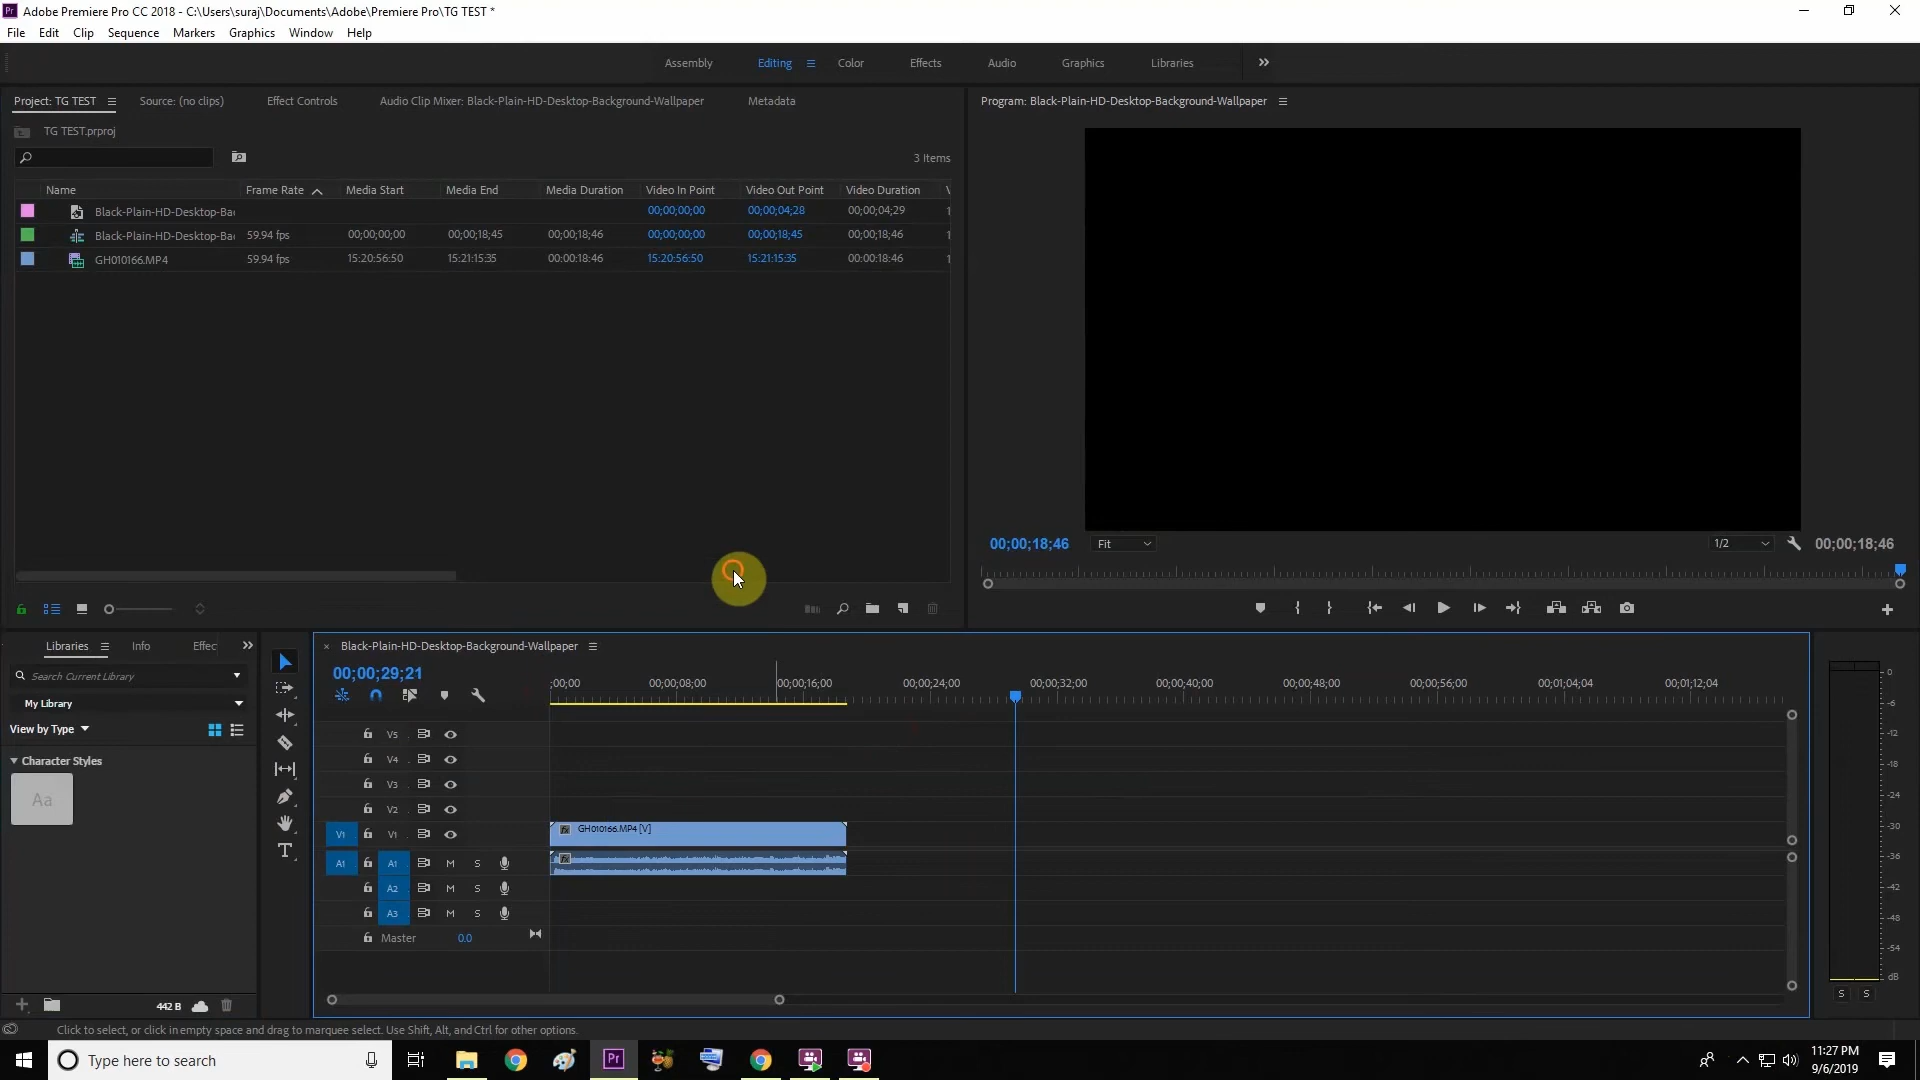 Adobe Premiere Pro CC 2018 - C:\Users\suraj\Documents\Adobe\Premiere Pro\TG TEST *
File Edit Clip Sequence Markers Graphics Window Help
Assembly Editing Color Effects Audio Graphics Libraries
Project: TG TEST Source: (no clips) Effect Controls Audio Clip Mixer: Black-Plain-HD-Desktop-Background-Wallpaper Metadata
Program: Black-Plain-HD-Desktop-Background-Wallpaper
TG TEST.prproj
3 Items
Name Frame Rate Media Start Media End Media Duration Video In Point Video Out Point Video Duration
Black-Plain-HD-Desktop-Ba 00;00;00;00 00;00;04;28 00;00;04;29
Black-Plain-HD-Desktop-Ba 59.94 fps 00;00;00;00 00;00;18;45 00;00;18;46 00;00;00;00 00;00;18;45 00;00;18;46
GH010166.MP4 59.94 fps 15:20:56:50 15:21:15:35 00:00:18:46 15:20:56:50 15:21:15:35 00:00:18:46
00;00;18;46 Fit 1/2 00;00;18;46
Libraries Info Effec
Search Current Library
My Library
View by Type
Character Styles
Aa
442 B
Black-Plain-HD-Desktop-Background-Wallpaper
00;00;29;21
;00;00 00;00;08;00 00;00;16;00 00;00;24;00 00;00;32;00 00;00;40;00 00;00;48;00 00;00;56;00 00;01;04;04 00;01;12;04
V5
V4
V3
V2
V1 V1 GH010166.MP4 [V]
A1 A1 M S
A2 M S
A3 M S
Master 0.0
0
-6
-12
-18
-24
-30
-36
-42
-48
-54
dB
S S
Click to select, or click in empty space and drag to marquee select. Use Shift, Alt, and Ctrl for other options.
Type here to search
Pr
11:27 PM
9/6/2019